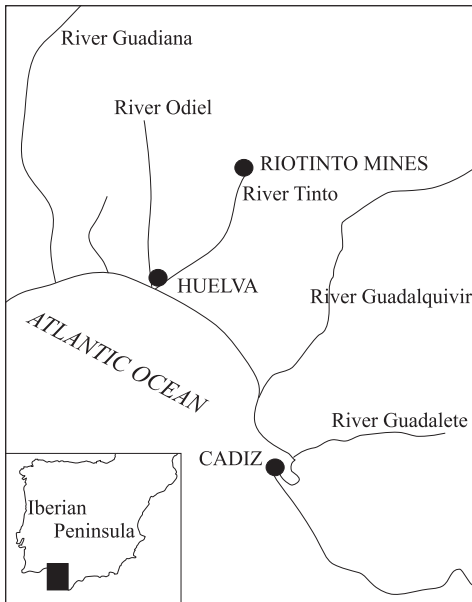 River Guadiana
River Odiel
RIOTINTO MINES
River Tinto
HUELVA
River Guadalquivir
ATLANTIC OCEAN
River Guadalete
CADIZ
Iberian
Peninsula